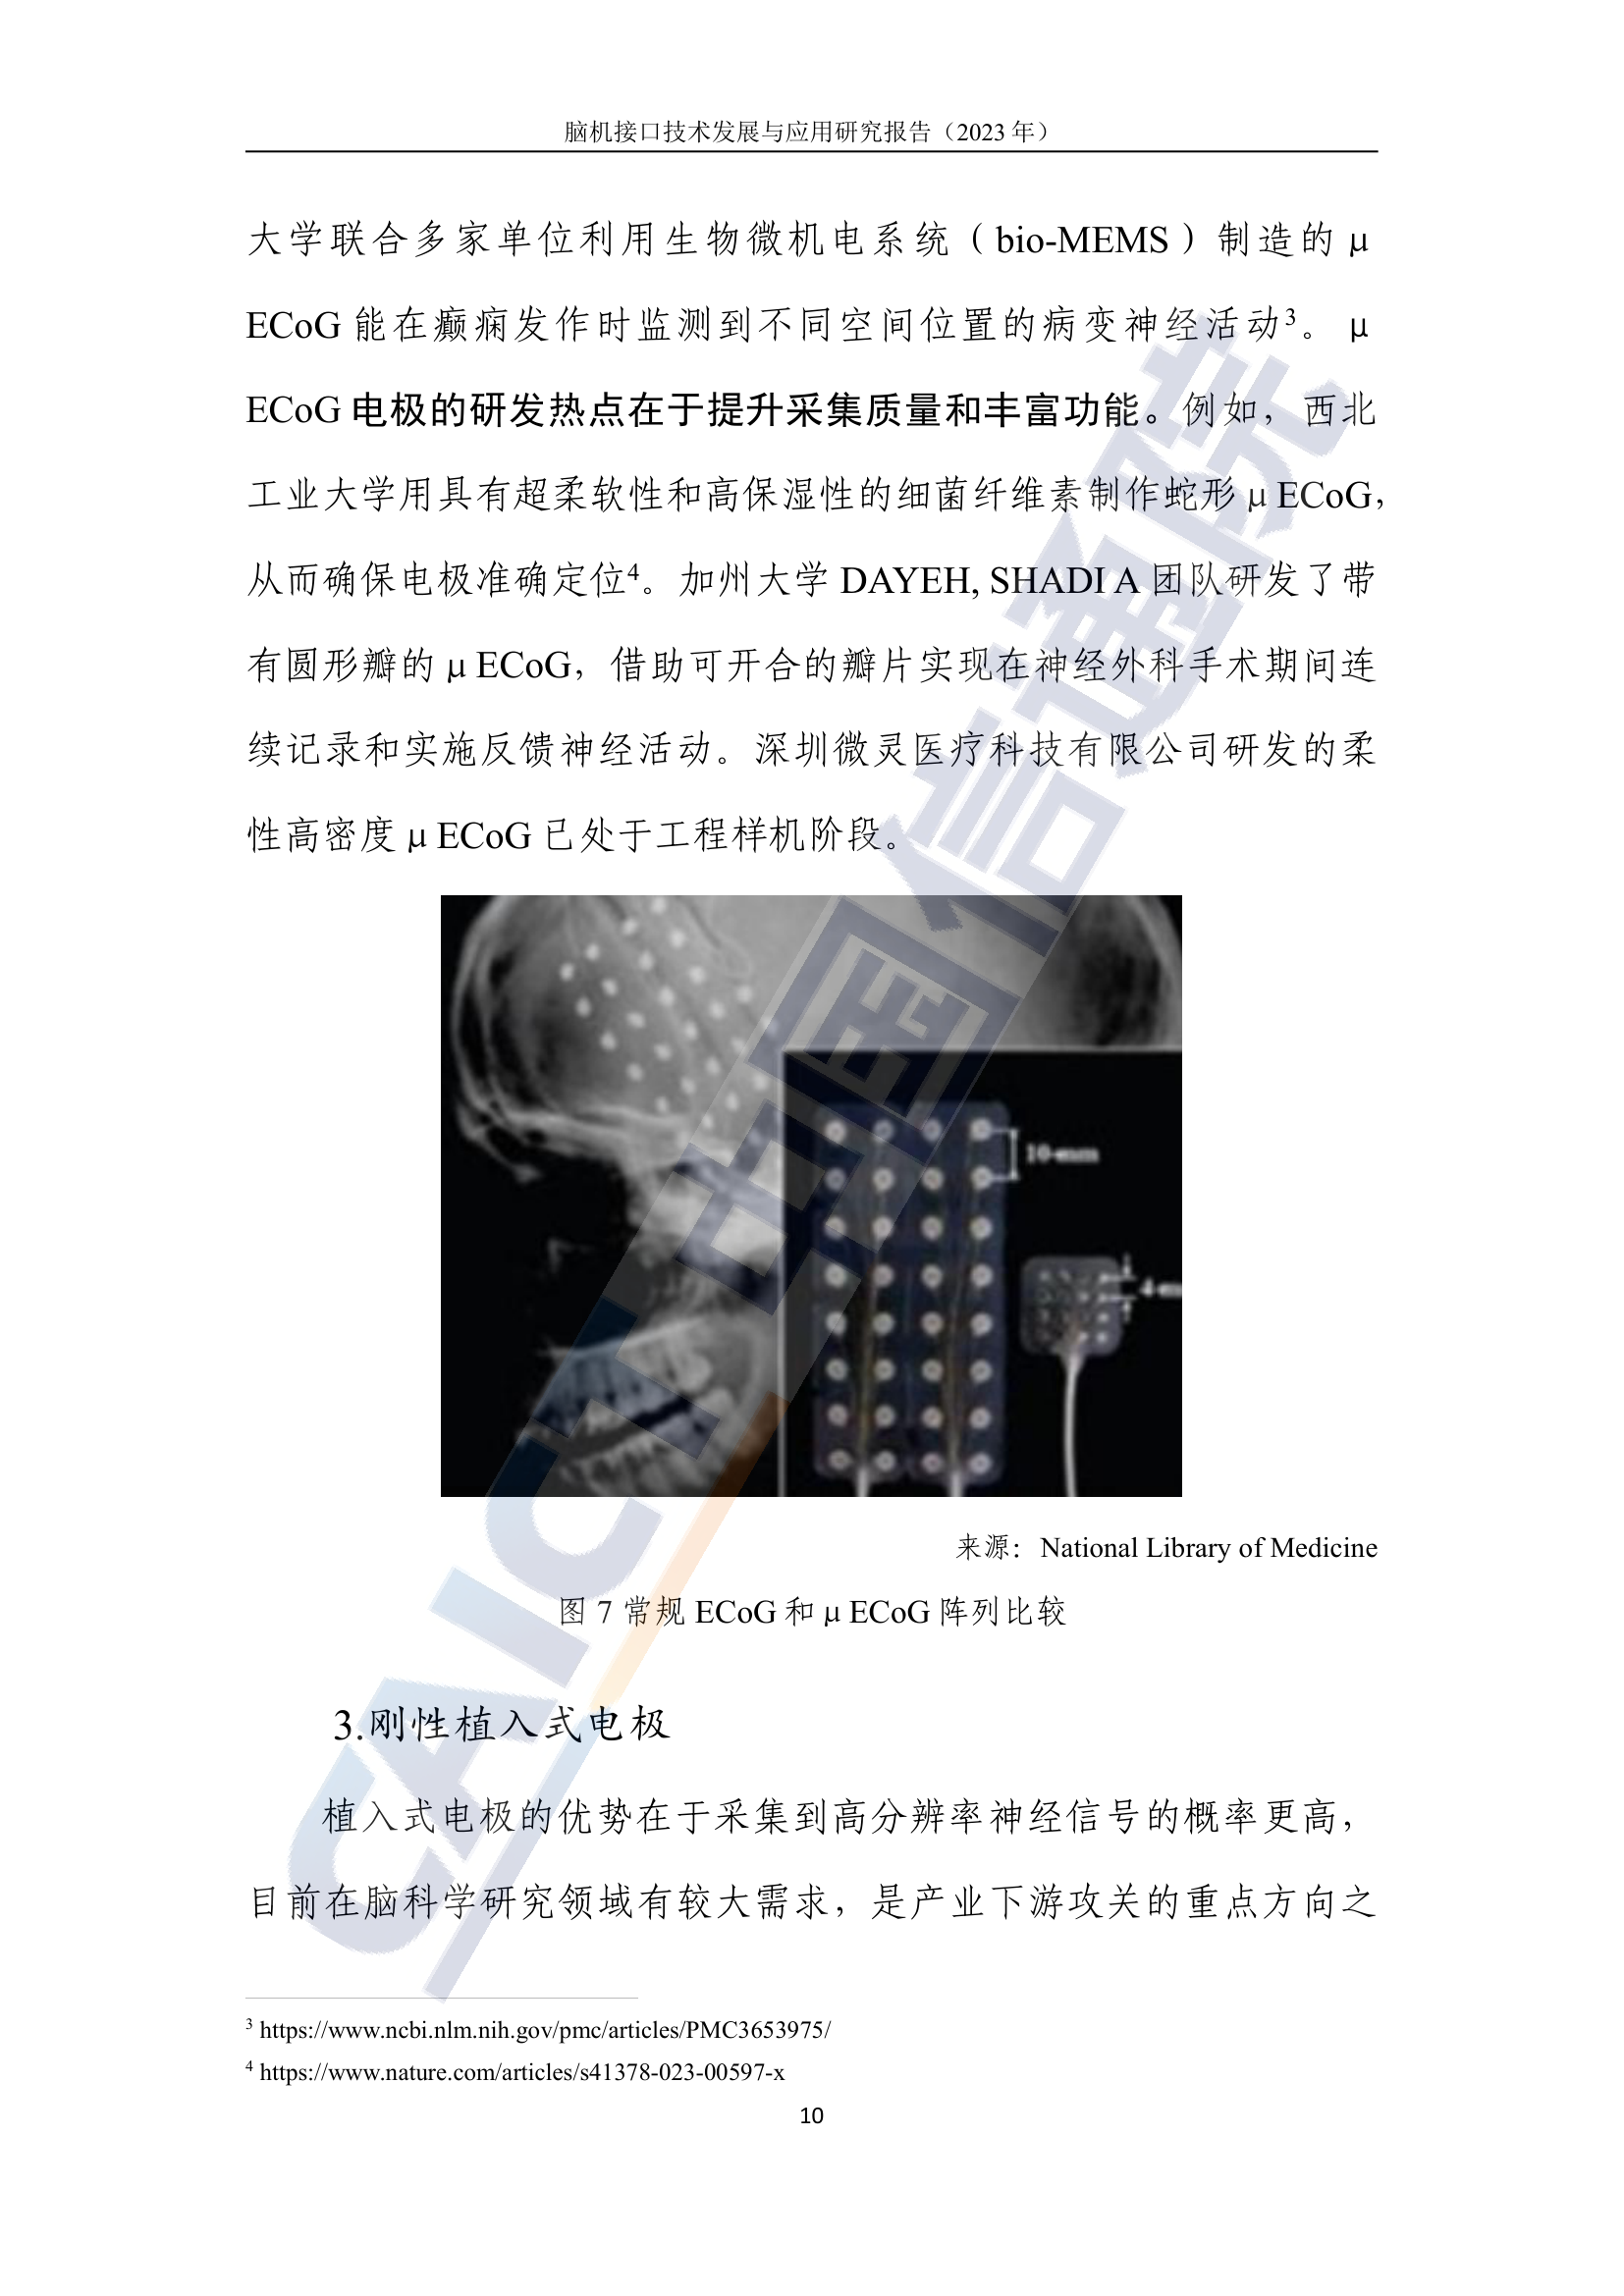 脑机接口技术发展与应用研究报告（2023 年）
大学联合多家单位利用生物微机电系统（bio-MEMS）制造的 μ
ECoG 能在癫痫发作时监测到不同空间位置的病变神经活动3。 μ
ECoG 电极的研发热点在于提升采集质量和丰富功能。例如，西北
工业大学用具有超柔软性和高保湿性的细菌纤维素制作蛇形 μ ECoG，
从而确保电极准确定位4。加州大学 DAYEH, SHADI A 团队研发了带
有圆形瓣的 μ ECoG，借助可开合的瓣片实现在神经外科手术期间连
续记录和实施反馈神经活动。深圳微灵医疗科技有限公司研发的柔
性高密度 μ ECoG 已处于工程样机阶段。
10-mm
来源：National Library of Medicine
图 7 常规 ECoG 和 μ ECoG 阵列比较
3.刚性植入式电极
植入式电极的优势在于采集到高分辨率神经信号的概率更高，
目前在脑科学研究领域有较大需求，是产业下游攻关的重点方向之
3 https://www.ncbi.nlm.nih.gov/pmc/articles/PMC3653975/
4 https://www.nature.com/articles/s41378-023-00597-x
10
CAICT 中国信通院